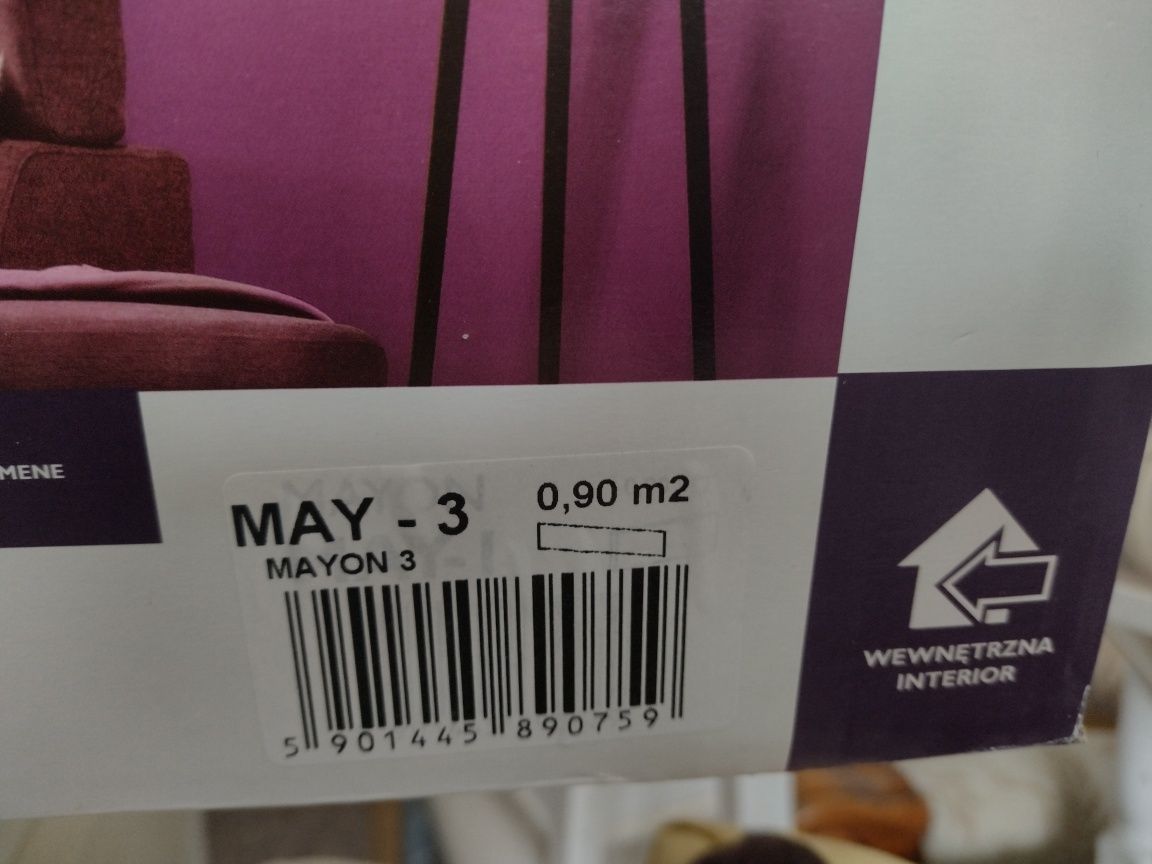 MENE
MAY - 3 0,90 m2
MAYON 3
5 901445 890759
WEWNĘTRZNA
INTERIOR